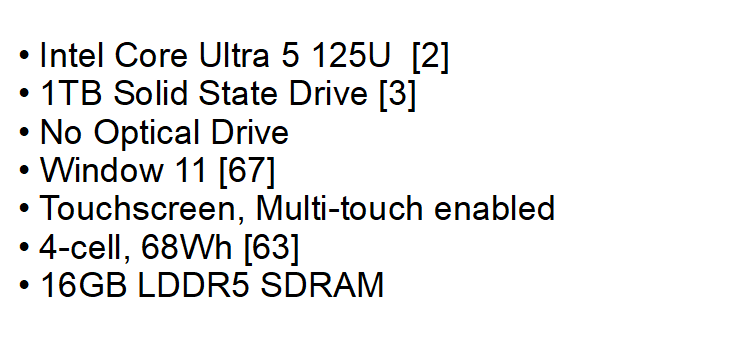 • Intel Core Ultra 5 125U  [2]
• 1TB Solid State Drive [3]
• No Optical Drive
• Window 11 [67]
• Touchscreen, Multi-touch enabled
• 4-cell, 68Wh [63]
• 16GB LDDR5 SDRAM